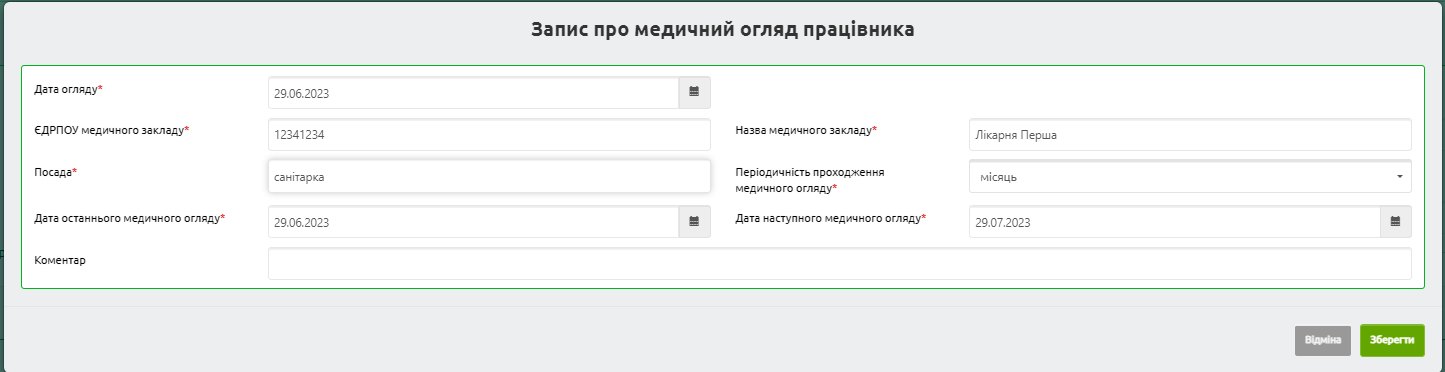 Запис про медичний огляд працівника
Дата огляду*
29.06.2023
ЄДРПОУ медичного закладу*
12341234
Назва медичного закладу*
Лікарня Перша
Посада*
санітарка
Періодичність проходження
медичного огляду*
місяць
Дата останнього медичного огляду*
29.06.2023
Дата наступного медичного огляду*
29.07.2023
Коментар
Відміна
Зберегти